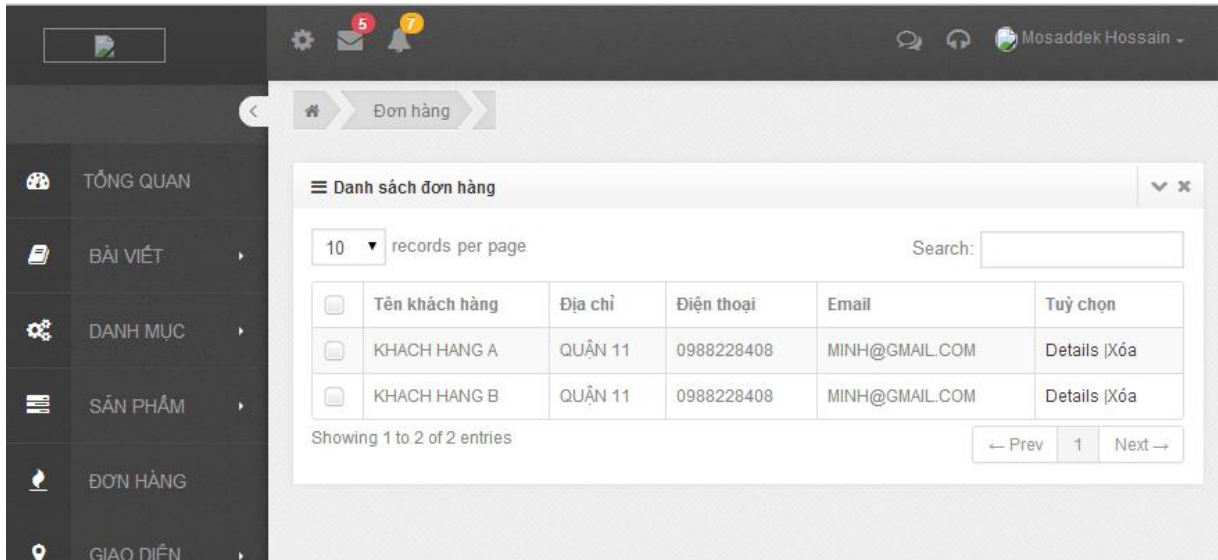 5 7 Mosaddek Hossain
Đơn hàng
TỔNG QUAN
Danh sách đơn hàng
10 records per page Search:
BÀI VIẾT
Tên khách hàng Địa chỉ Điện thoại Email Tuỳ chọn
DANH MỤC
KHACH HANG A QUẬN 11 0988228408 MINH@GMAIL.COM Details |Xóa
KHACH HANG B QUẬN 11 0988228408 MINH@GMAIL.COM Details |Xóa
SẢN PHẨM
Showing 1 to 2 of 2 entries ← Prev 1 Next →
ĐƠN HÀNG
GIAO DIỆN